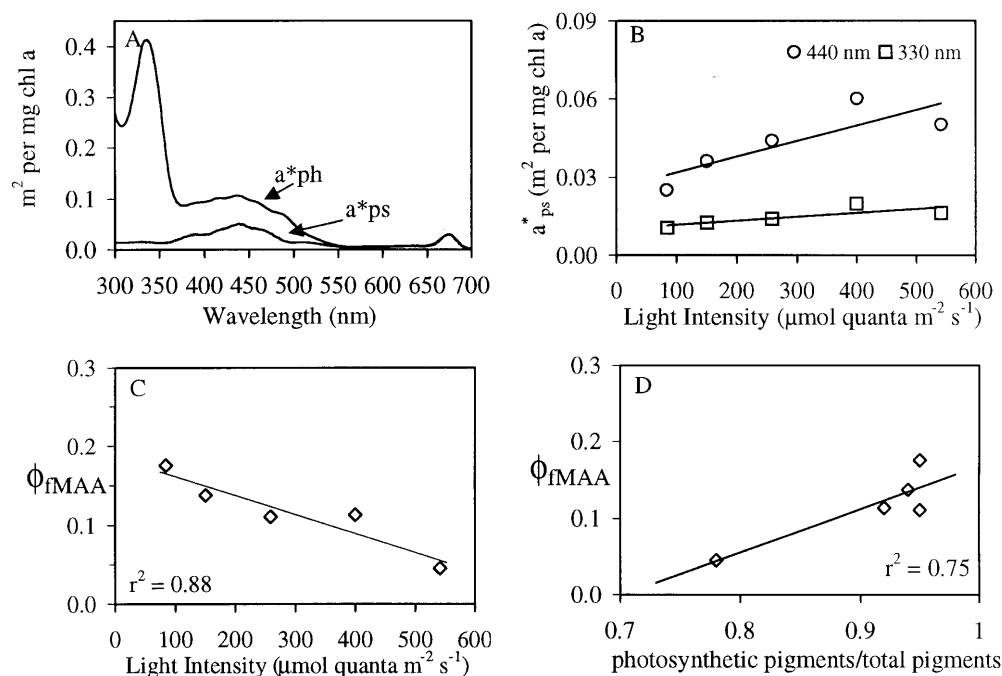 A
0.4
0.3
0.2
0.1
0.0
m² per mg chl a
a*ph
a*ps
300 350 400 450 500 550 600 650 700
Wavelength (nm)
B
440 nm 330 nm
0.09
0.06
0.03
0.00
a*ps (m² per mg chl a)
0 100 200 300 400 500 600
Light Intensity (μmol quanta m⁻² s⁻¹)
C
0.3
0.2
0.1
0.0
ϕfMAA
r² = 0.88
0 100 200 300 400 500 600
Light Intensity (μmol quanta m⁻² s⁻¹)
D
0.3
0.2
0.1
0.0
ϕfMAA
r² = 0.75
0.7 0.8 0.9 1
photosynthetic pigments/total pigments